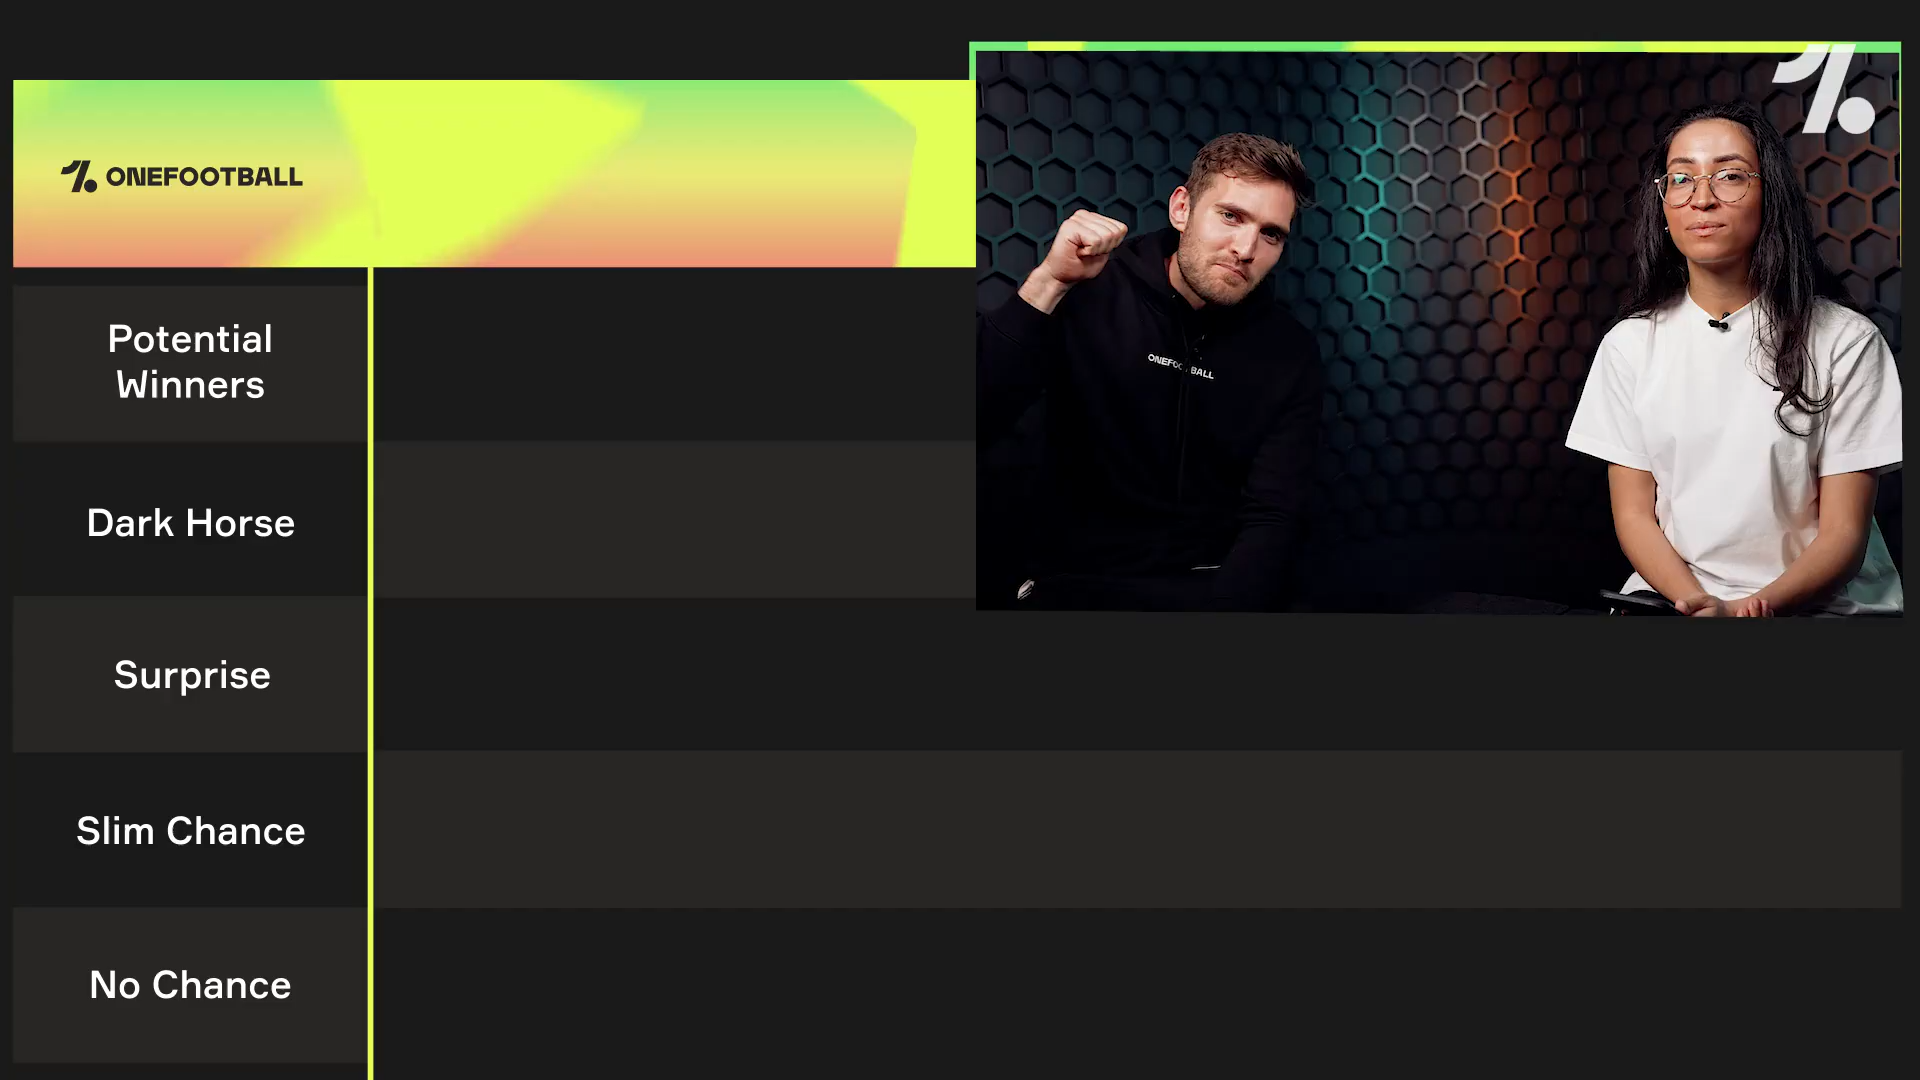 ONEFOOTBALL
Potential
Winners
Dark Horse
Surprise
Slim Chance
No Chance